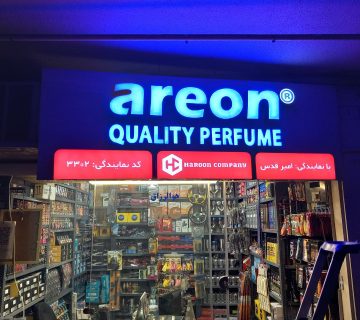 areon®
QUALITY PERFUME
کد نمایندگی: ۳۳۰۲
HAROON COMPANY
با نمایندگی: امیر قدس